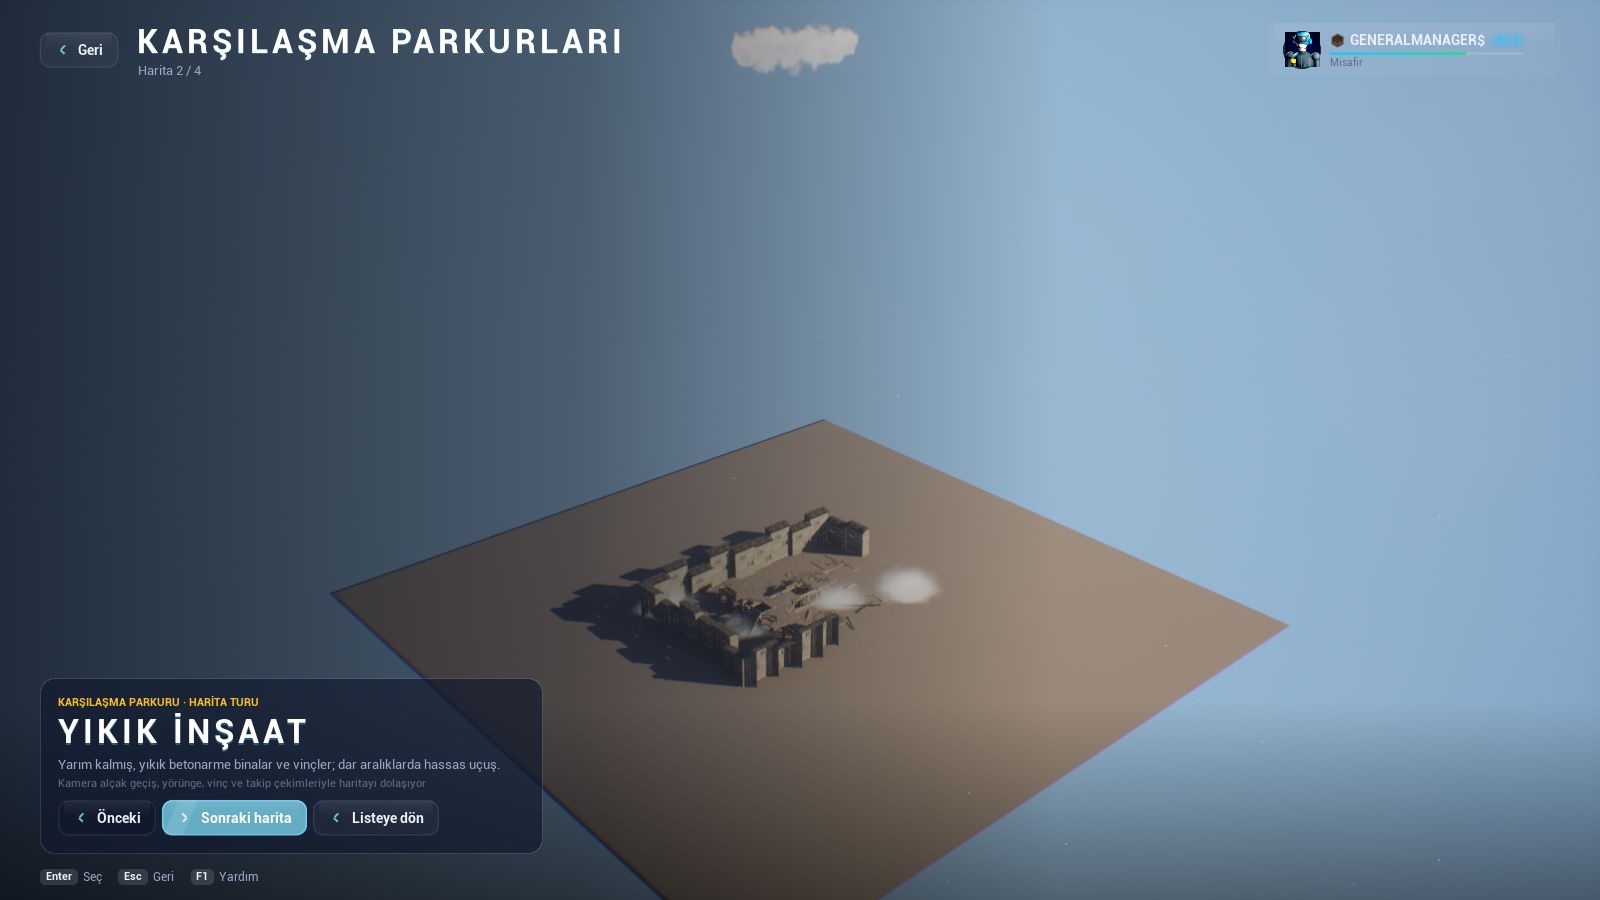 Geri
KARŞILAŞMA PARKURLARI
Harita 2 / 4
GENERALMANAGER$
Misafir
KARŞILAŞMA PARKURU · HARİTA TURU
YIKIK İNŞAAT
Yarım kalmış, yıkık betonarme binalar ve vinçler; dar aralıklarda hassas uçuş.
Kamera alçak geçiş, yörünge, vinç ve takip çekimleriyle haritayı dolaşıyor
Önceki
Sonraki harita
Listeye dön
Enter Seç Esc Geri F1 Yardım